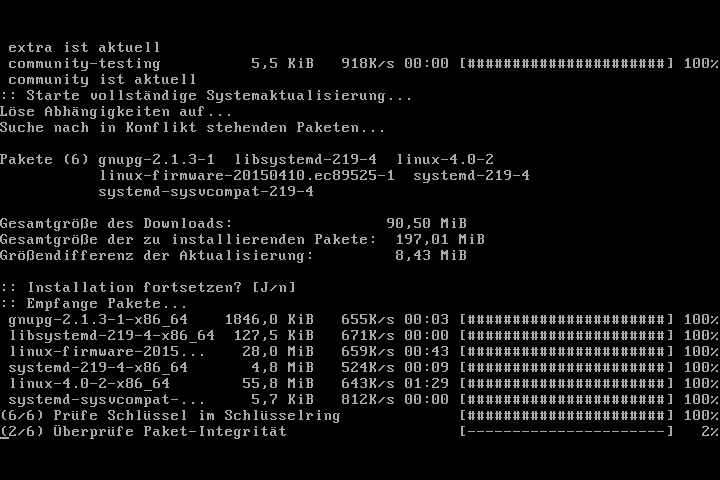 extra ist aktuell
community-testing 5,5 KiB 918K/s 00:00 [######################] 100%
community ist aktuell
:: Starte vollständige Systemaktualisierung...
Löse Abhängigkeiten auf...
Suche nach in Konflikt stehenden Paketen...
Pakete (6) gnupg-2.1.3-1 libsystemd-219-4 linux-4.0-2
linux-firmware-20150410.ec89525-1 systemd-219-4
systemd-sysvcompat-219-4
Gesamtgröße des Downloads: 90,50 MiB
Gesamtgröße der zu installierenden Pakete: 197,01 MiB
Größendifferenz der Aktualisierung: 8,43 MiB
:: Installation fortsetzen? [J/n]
:: Empfange Pakete...
gnupg-2.1.3-1-x86_64 1846,0 KiB 655K/s 00:03 [######################] 100%
libsystemd-219-4-x86_64 127,5 KiB 671K/s 00:00 [######################] 100%
linux-firmware-2015... 28,0 MiB 659K/s 00:43 [######################] 100%
systemd-219-4-x86_64 4,8 MiB 524K/s 00:09 [######################] 100%
linux-4.0-2-x86_64 55,8 MiB 643K/s 01:29 [######################] 100%
systemd-sysvcompat-... 5,7 KiB 812K/s 00:00 [######################] 100%
(6/6) Prüfe Schlüssel im Schlüsselring [######################] 100%
(2/6) Überprüfe Paket-Integrität [----------------------] 2%